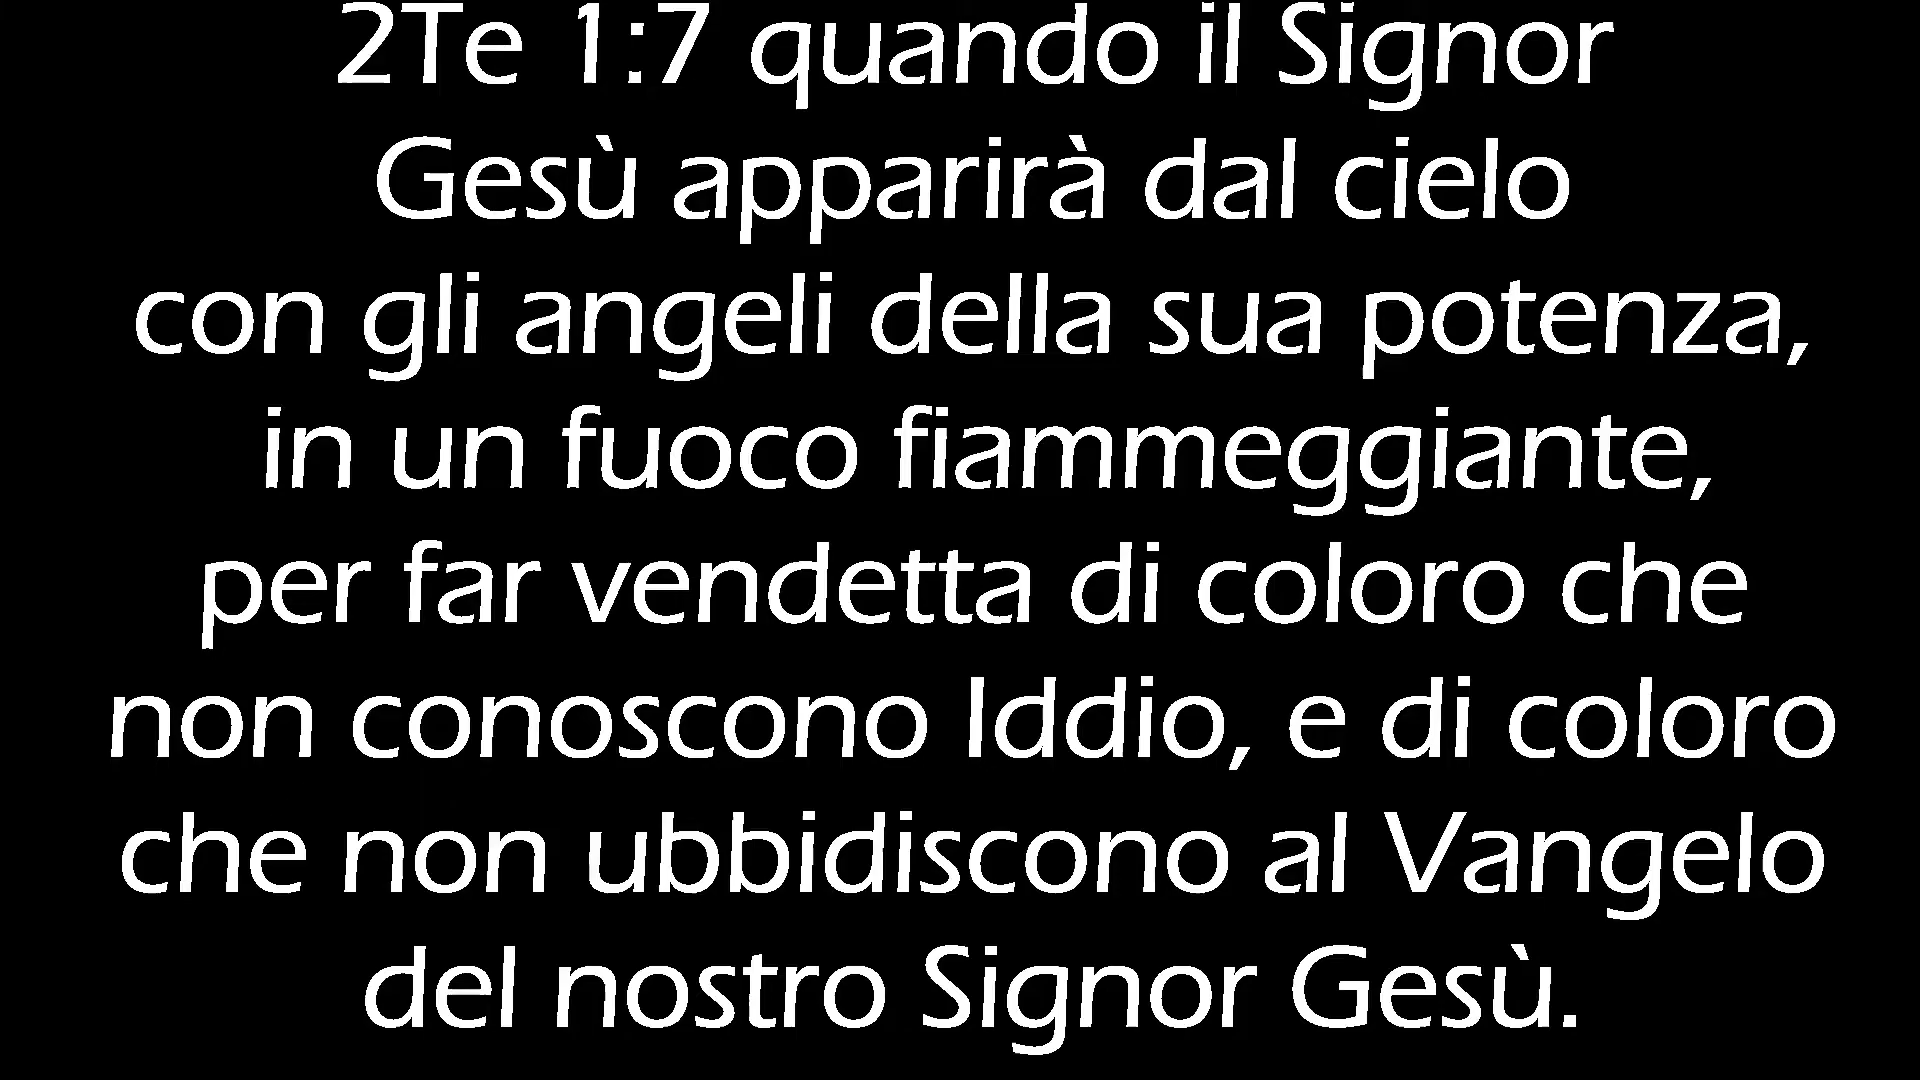 2Te 1:7 quando il Signor
Gesù apparirà dal cielo
con gli angeli della sua potenza,
in un fuoco fiammeggiante,
per far vendetta di coloro che
non conoscono Iddio, e di coloro
che non ubbidiscono al Vangelo
del nostro Signor Gesù.